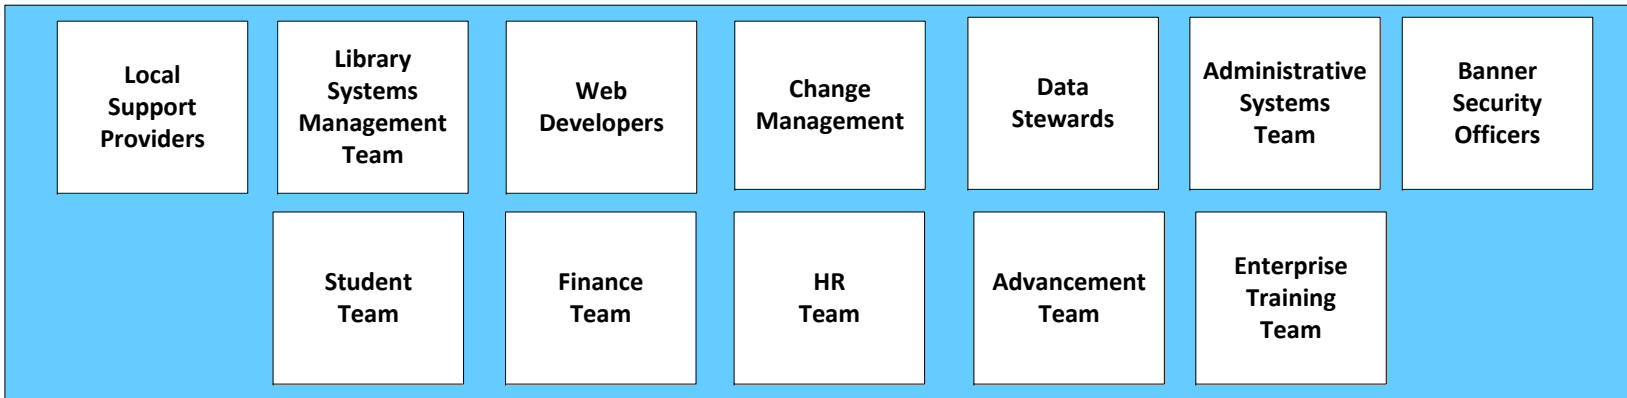 Local
Support
Providers
Library
Systems
Management
Team
Web
Developers
Change
Management
Data
Stewards
Administrative
Systems
Team
Banner
Security
Officers
Student
Team
Finance
Team
HR
Team
Advancement
Team
Enterprise
Training
Team